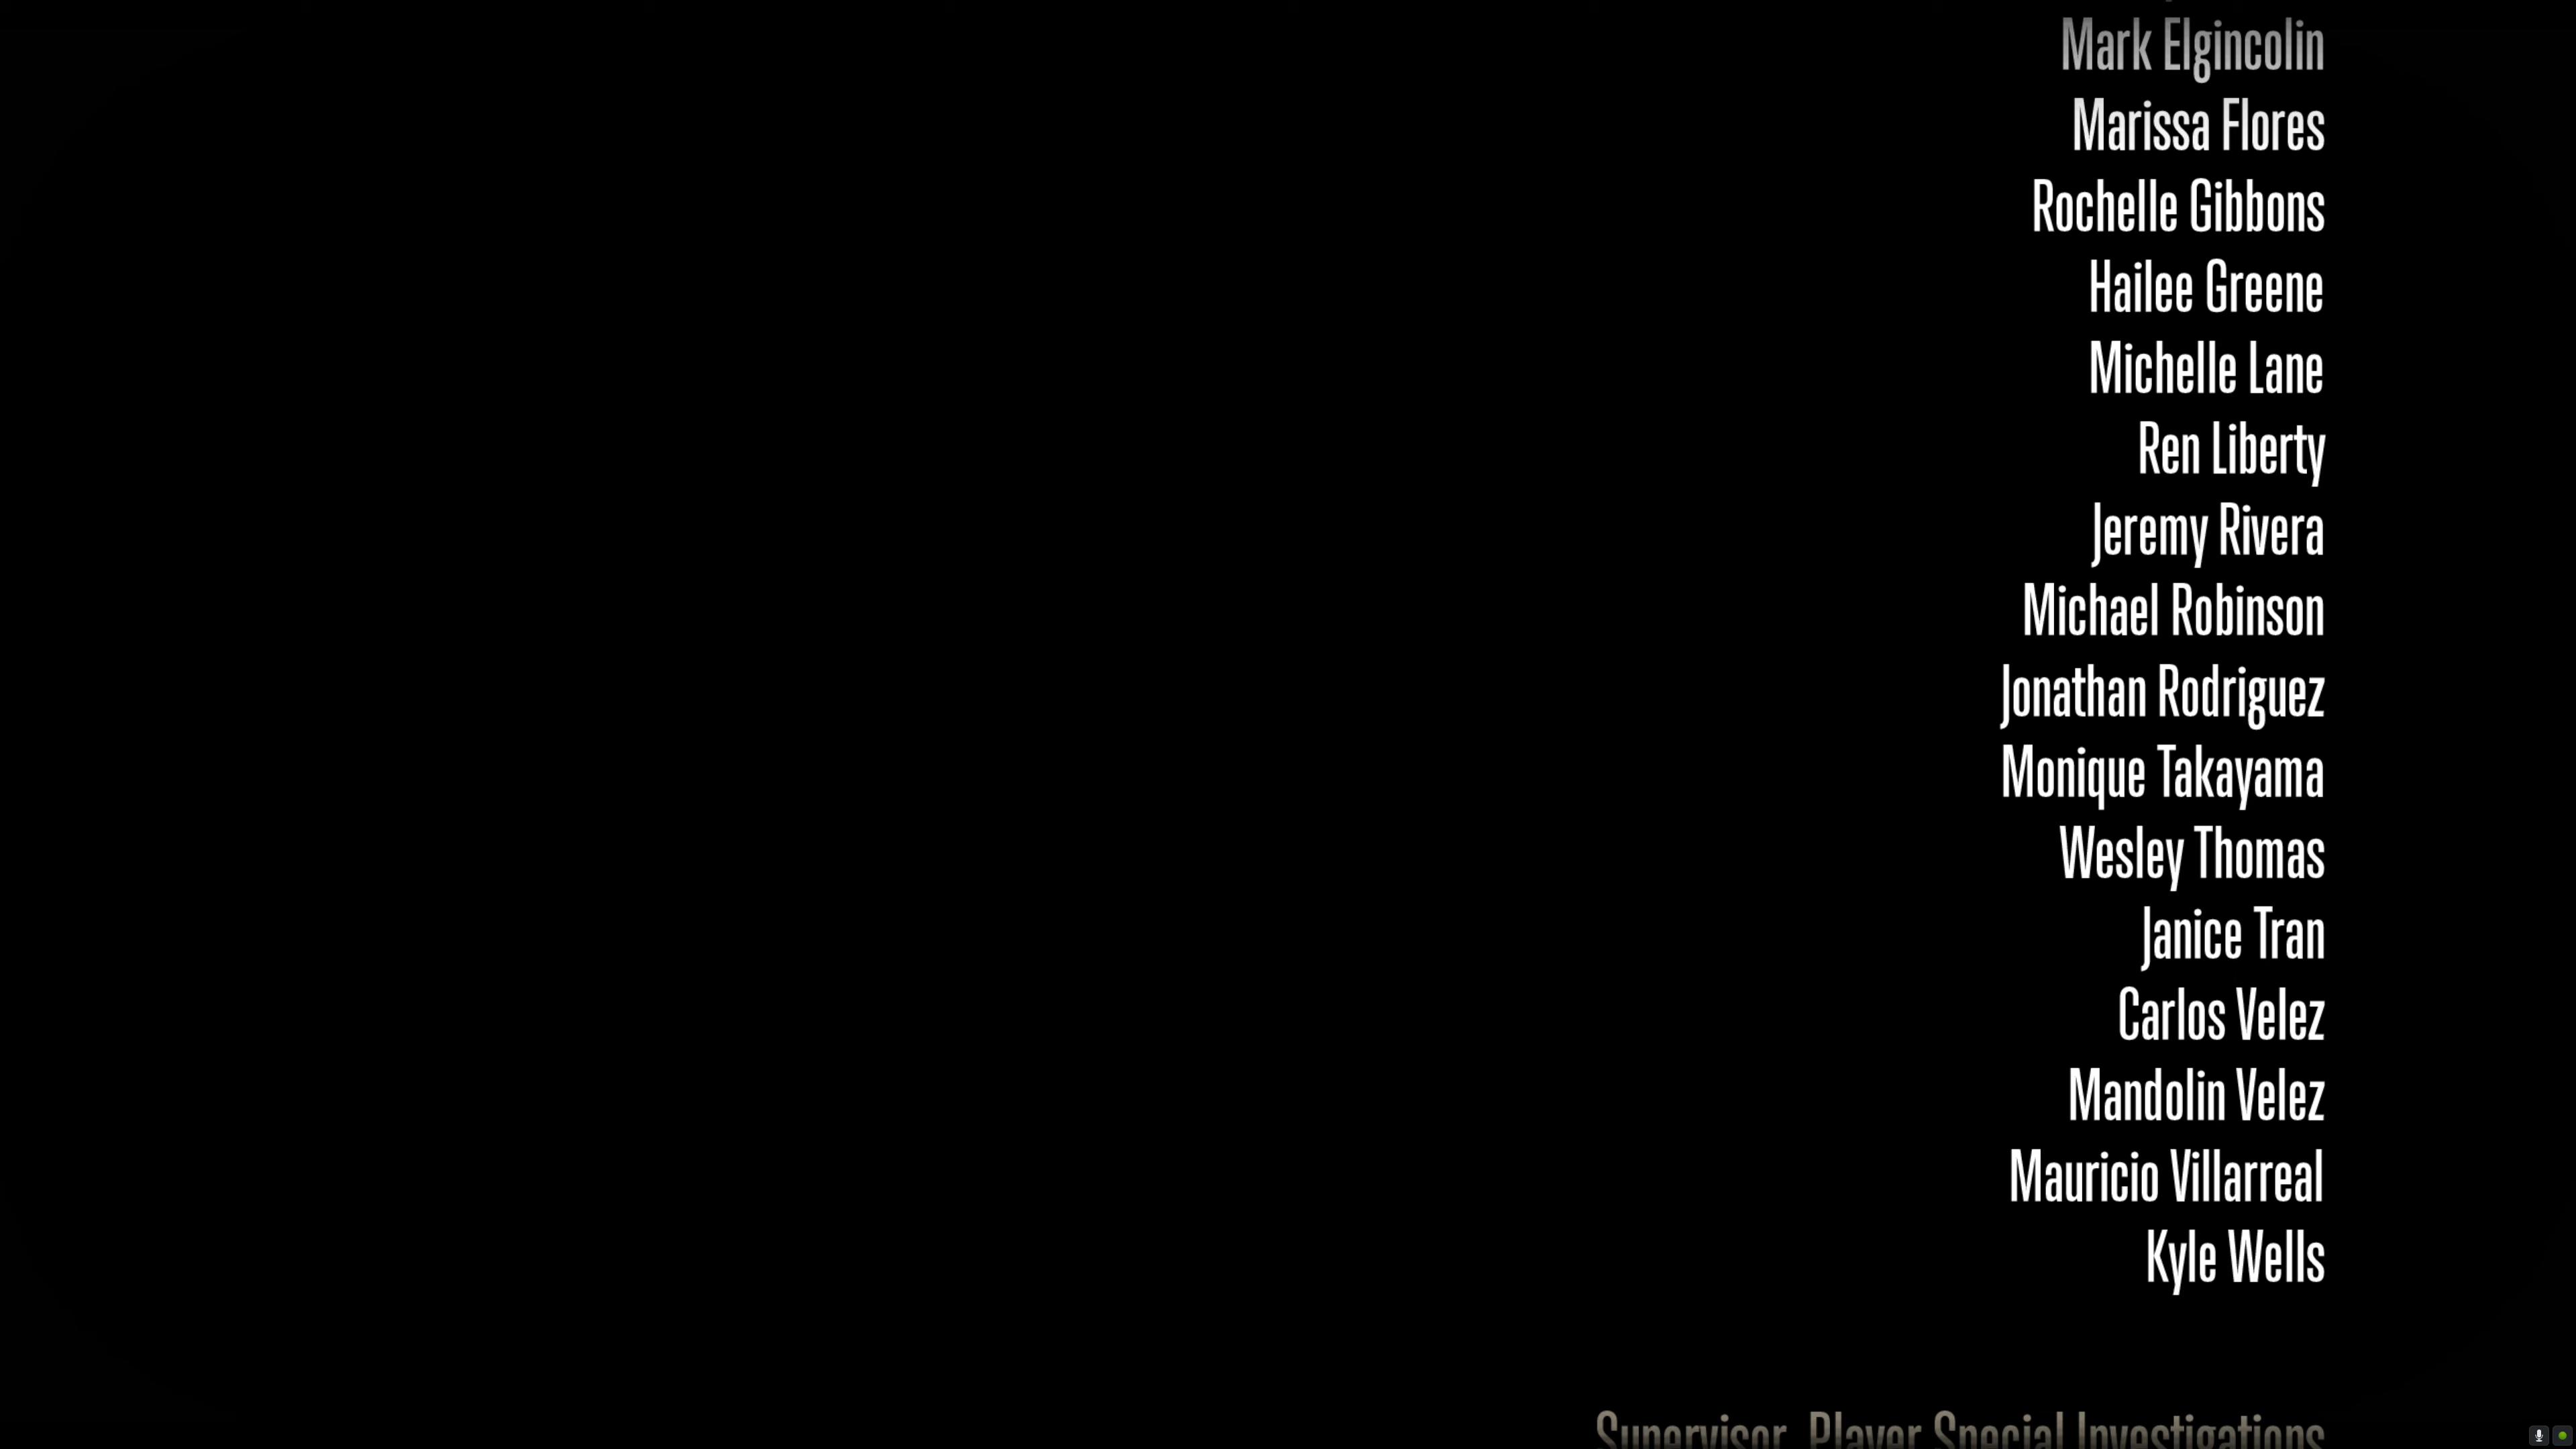 Mark Elgincolin
Marissa Flores
Rochelle Gibbons
Hailee Greene
Michelle Lane
Ren Liberty
Jeremy Rivera
Michael Robinson
Jonathan Rodriguez
Monique Takayama
Wesley Thomas
Janice Tran
Carlos Velez
Mandolin Velez
Mauricio Villarreal
Kyle Wells
Supervisor, Player Special Investigations